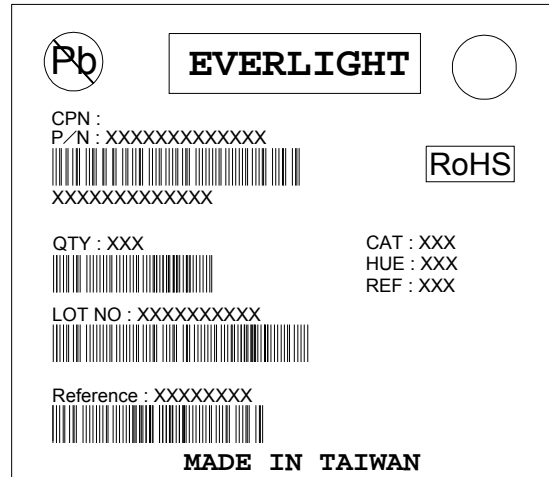 Pb
EVERLIGHT
CPN :
P/N : XXXXXXXXXXXXX
RoHS
XXXXXXXXXXXXX
QTY : XXX
CAT : XXX
HUE : XXX
REF : XXX
LOT NO : XXXXXXXXXX
Reference : XXXXXXXX
MADE IN TAIWAN